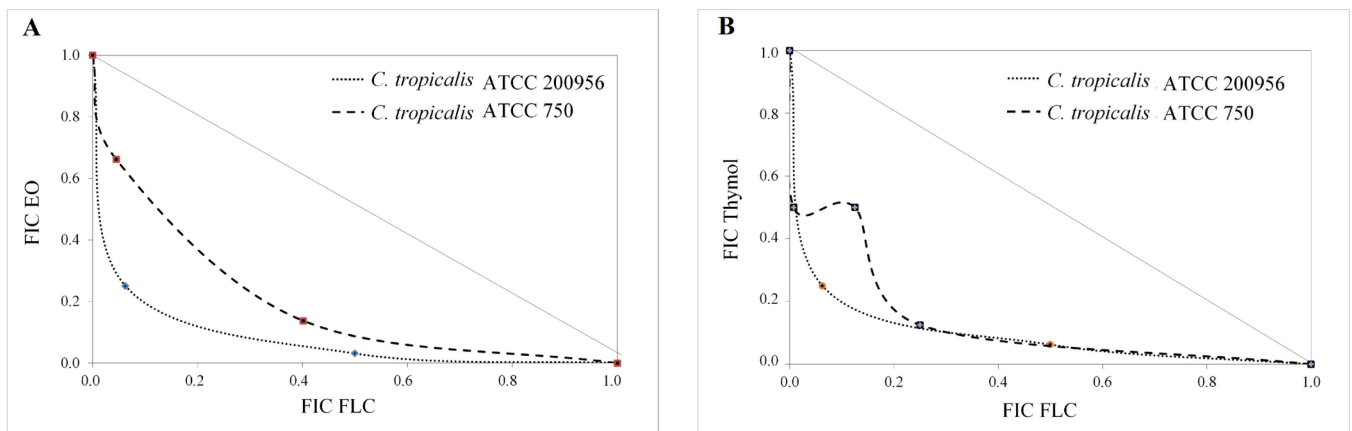 A
1.0
0.8
0.6
0.4
0.2
0.0
FIC EO
C. tropicalis ATCC 200956
C. tropicalis ATCC 750
0.0 0.2 0.4 0.6 0.8 1.0
FIC FLC
B
1.0
0.8
0.6
0.4
0.2
0.0
FIC Thymol
C. tropicalis ATCC 200956
C. tropicalis ATCC 750
0.0 0.2 0.4 0.6 0.8 1.0
FIC FLC